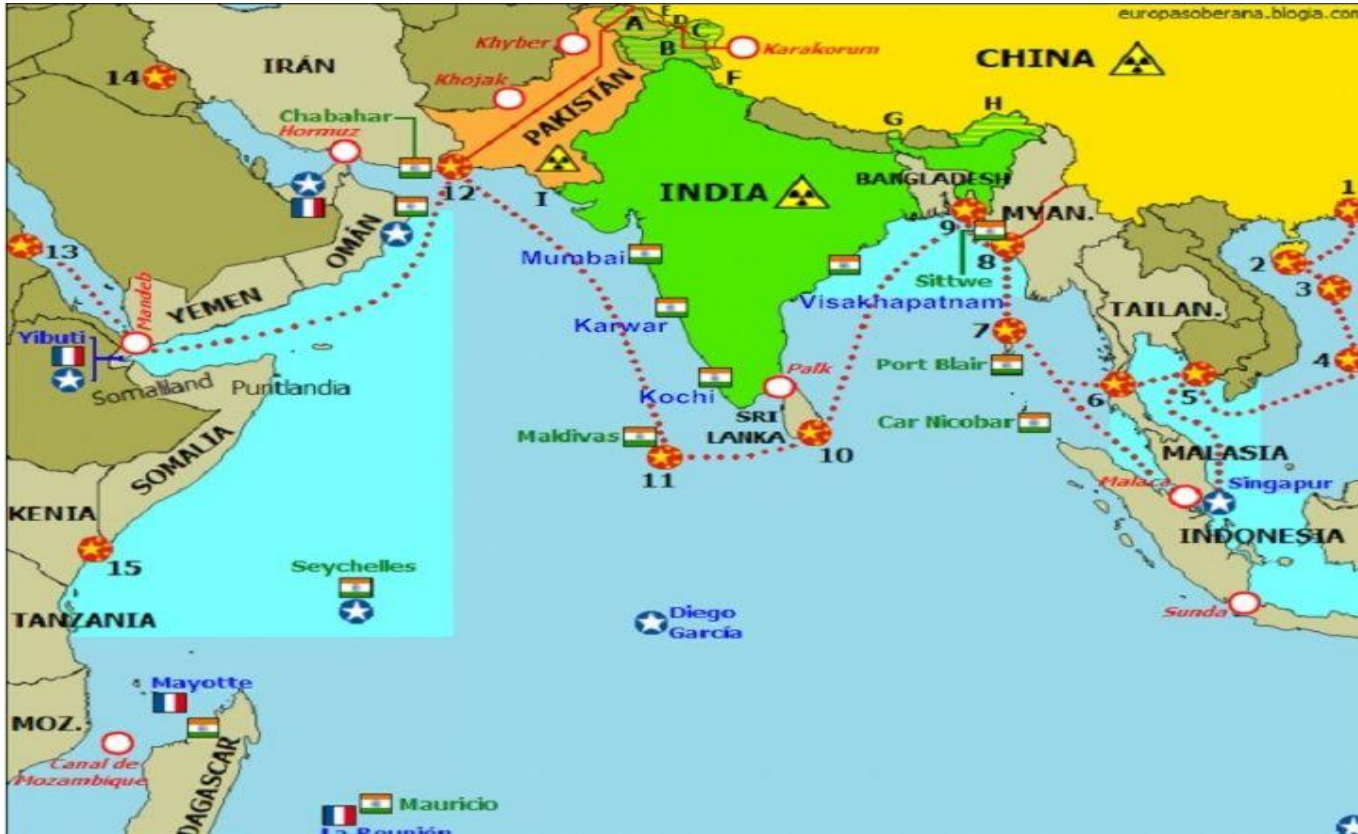 europasoberana.blogia.com
E
A
D
C
B
Khyber
Karakorum
IRÁN
CHINA
14
Khojak
F
PAKISTÁN
H
Chabahar
G
Hormuz
12
I
INDIA
BANGLADESH
MYAN.
1
9
OMÁN
13
Mumbai
8
Sittwe
2
3
Mandeb
YEMEN
Visakhapatnam
TAILAN.
Karwar
7
Yibuti
Port Blair
4
Somaliland
Puntlandia
Palk
Kochi
6
5
SRI
LANKA
Maldivas
Car Nicobar
10
11
SOMALIA
MALASIA
Malaca
Singapur
KENIA
INDONESIA
15
Seychelles
TANZANIA
Diego
García
Sunda
Mayotte
MOZ.
Canal de
Mozambique
DAGASCAR
Mauricio
La Reunión